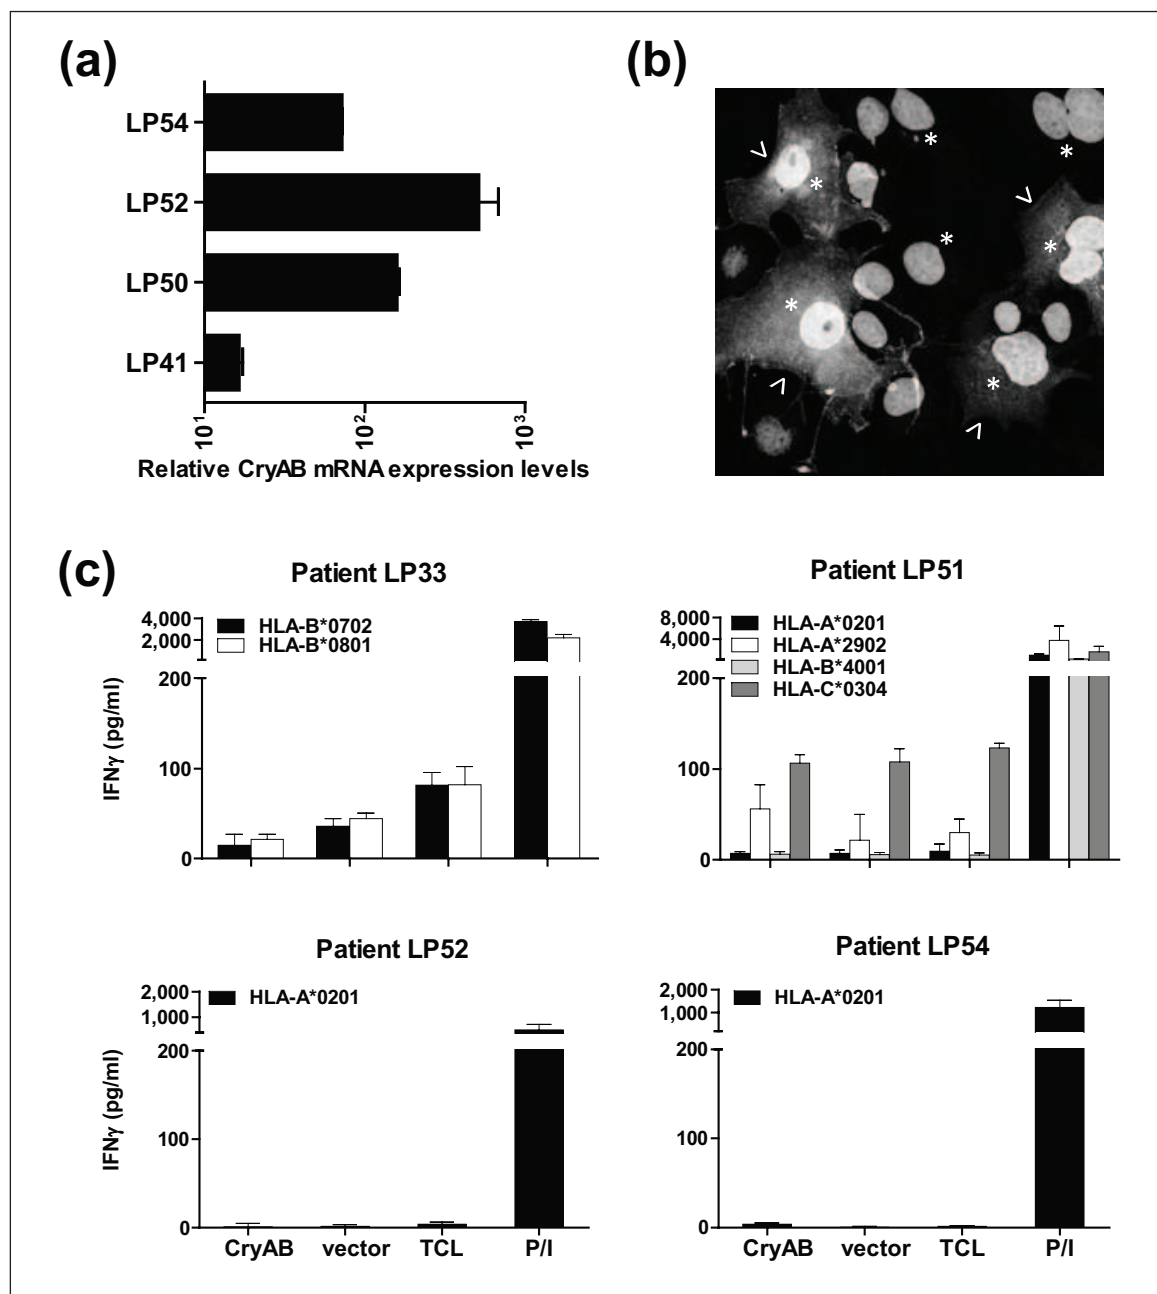 (a)
LP54
LP52
LP50
LP41
10¹
10²
10³
Relative CryAB mRNA expression levels
(b)
* * * * * * * *
> > > > >
(c)
Patient LP33
4,000
2,000
200
100
0
IFNγ (pg/ml)
HLA-B*0702
HLA-B*0801
Patient LP51
8,000
4,000
200
100
0
HLA-A*0201
HLA-A*2902
HLA-B*4001
HLA-C*0304
Patient LP52
2,000
1,000
200
100
0
IFNγ (pg/ml)
HLA-A*0201
CryAB vector TCL P/I
Patient LP54
2,000
1,000
200
100
0
HLA-A*0201
CryAB vector TCL P/I